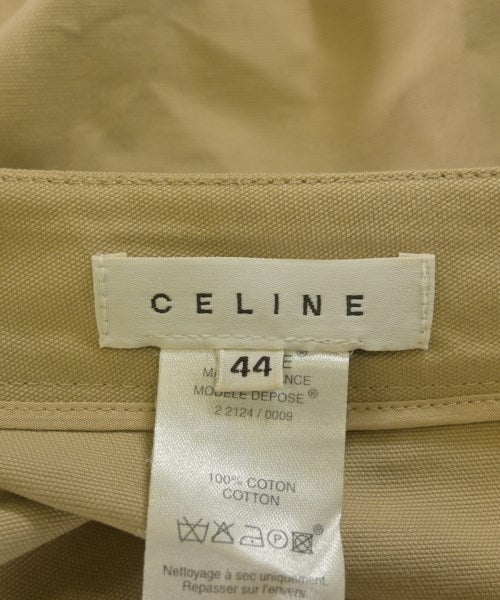 CELINE
44
MODELE DEPOSE®
2 2124 / 0009
100% COTON
COTTON
Nettoyage à sec uniquement.
Repasser sur l'envers.